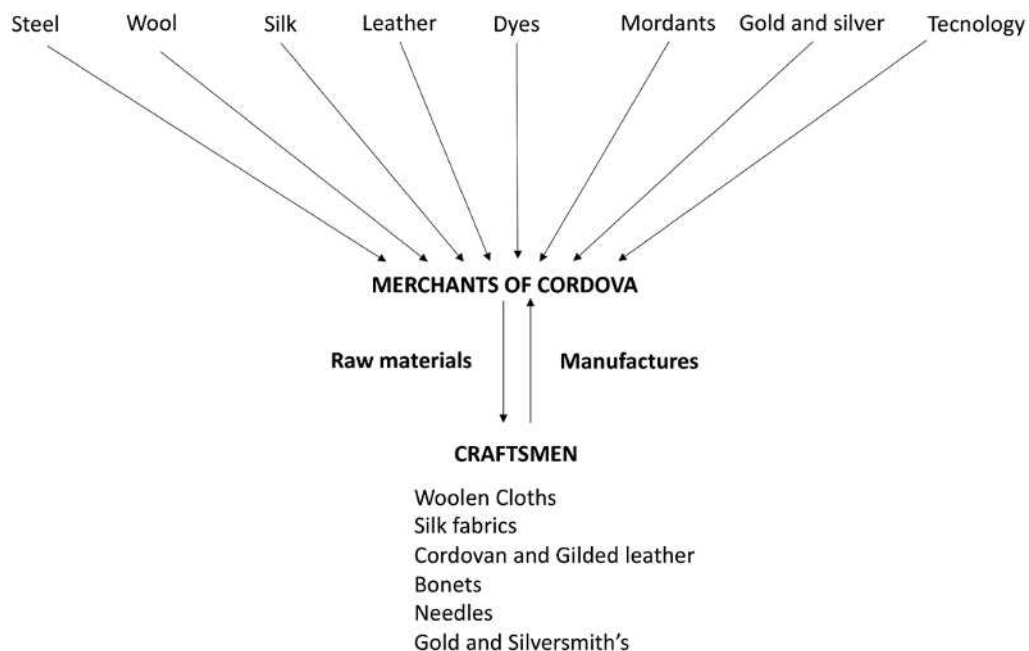 Steel Wool Silk Leather Dyes Mordants Gold and silver Tecnology
MERCHANTS OF CORDOVA
Raw materials Manufactures
CRAFTSMEN
Woolen Cloths
Silk fabrics
Cordovan and Gilded leather
Bonets
Needles
Gold and Silversmith's